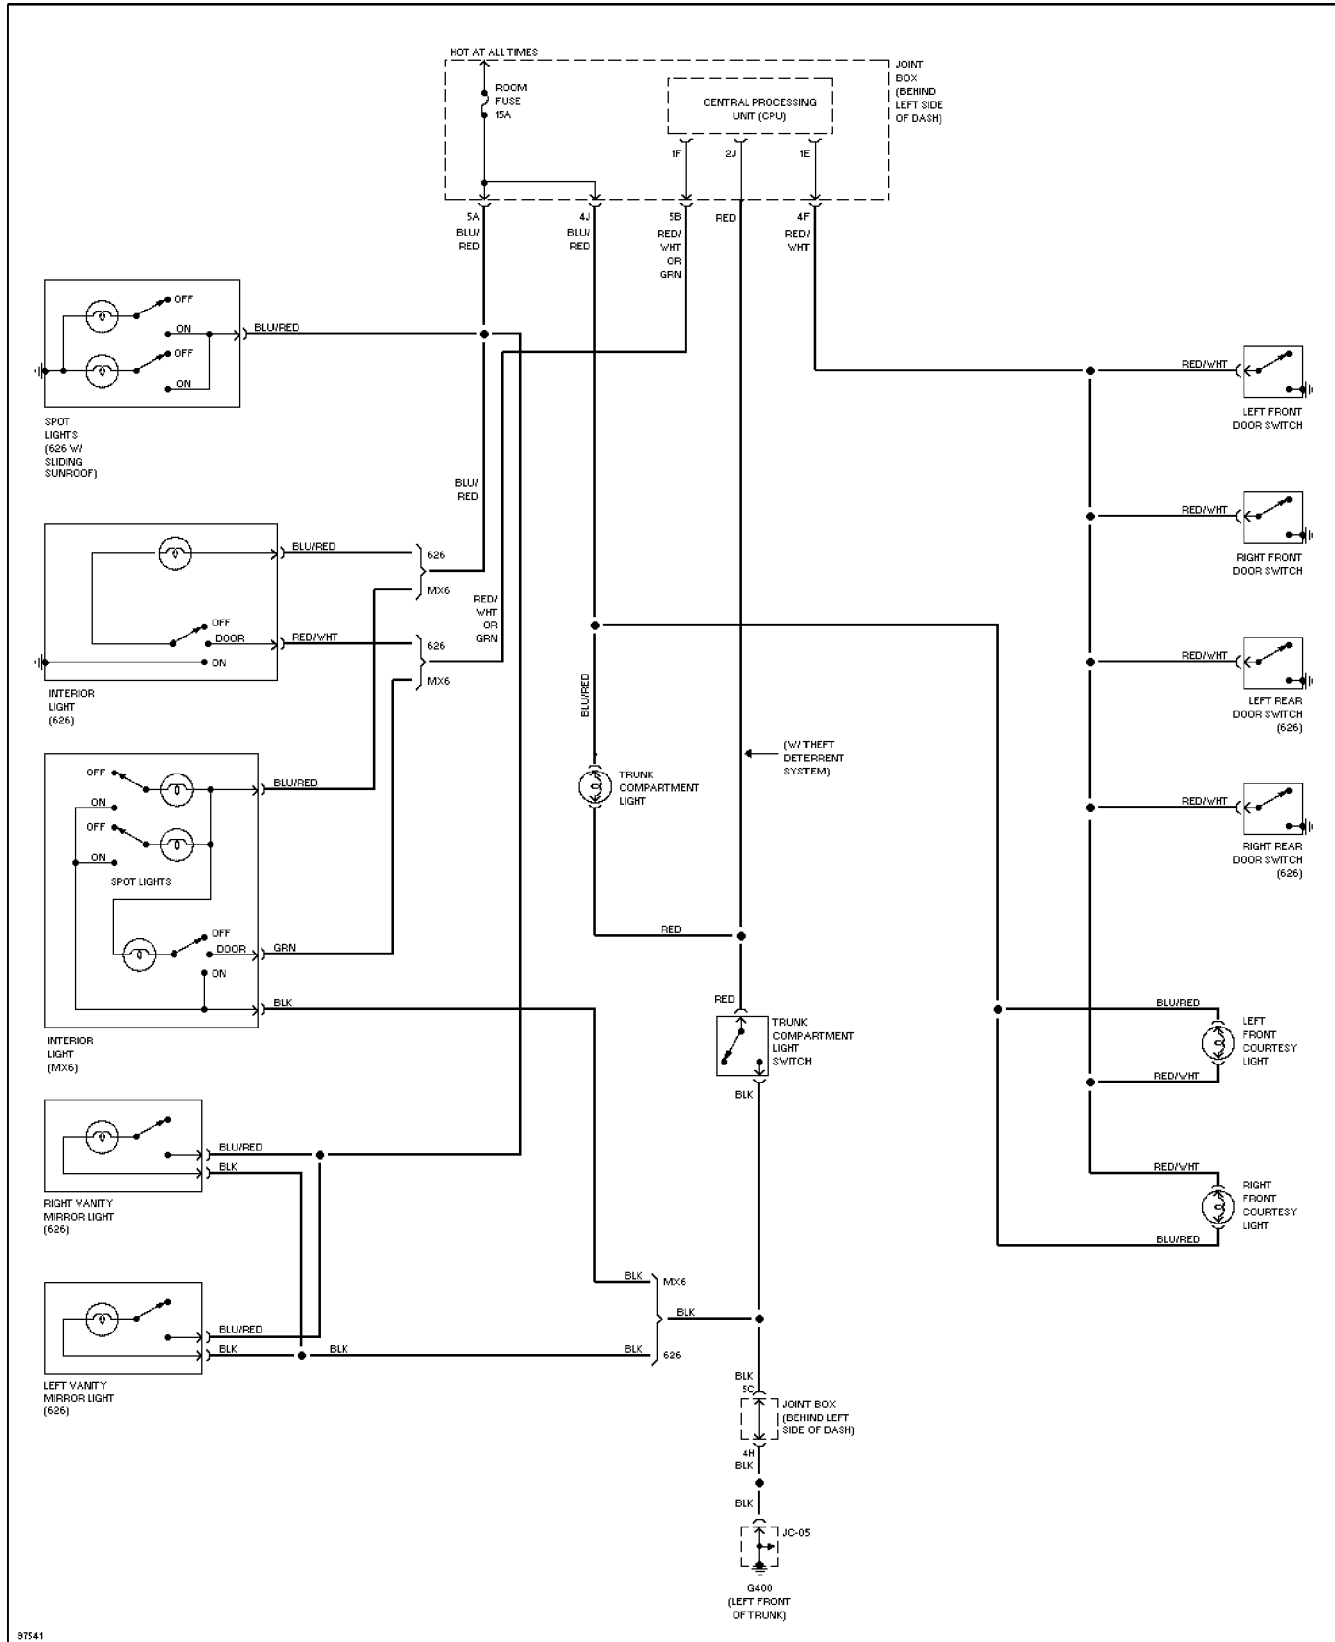 HOT AT ALL TIMES
JOINT
BOX
(BEHIND
LEFT SIDE
OF DASH)
ROOM
FUSE
15A
CENTRAL PROCESSING
UNIT (CPU)
1F
2J
1E
5A
4J
5B
RED
4F
BLU/
RED
BLU/
RED
RED/
WHT
OR
GRN
RED/
WHT
OFF
ON
OFF
ON
BLU/RED
SPOT
LIGHTS
(626 W/
SLIDING
SUNROOF)
RED/WHT
LEFT FRONT
DOOR SWITCH
BLU/
RED
RED/WHT
RIGHT FRONT
DOOR SWITCH
BLU/RED
626
MX6
OFF
DOOR
ON
RED/WHT
626
MX6
RED/
WHT
OR
GRN
INTERIOR
LIGHT
(626)
RED/WHT
LEFT REAR
DOOR SWITCH
(626)
BLU/RED
(W/ THEFT
DETERRENT
SYSTEM)
TRUNK
COMPARTMENT
LIGHT
OFF
ON
OFF
ON
BLU/RED
SPOT LIGHTS
OFF
DOOR
ON
GRN
BLK
INTERIOR
LIGHT
(MX6)
RED/WHT
RIGHT REAR
DOOR SWITCH
(626)
RED
RED
TRUNK
COMPARTMENT
LIGHT
SWITCH
BLK
BLU/RED
LEFT
FRONT
COURTESY
LIGHT
RED/WHT
BLU/RED
BLK
RIGHT VANITY
MIRROR LIGHT
(626)
RED/WHT
RIGHT
FRONT
COURTESY
LIGHT
BLU/RED
BLK
MX6
BLK
BLU/RED
BLK
BLK
BLK
626
LEFT VANITY
MIRROR LIGHT
(626)
BLK
5C
JOINT BOX
(BEHIND LEFT
SIDE OF DASH)
4H
BLK
BLK
JC-05
G400
(LEFT FRONT
OF TRUNK)
97541